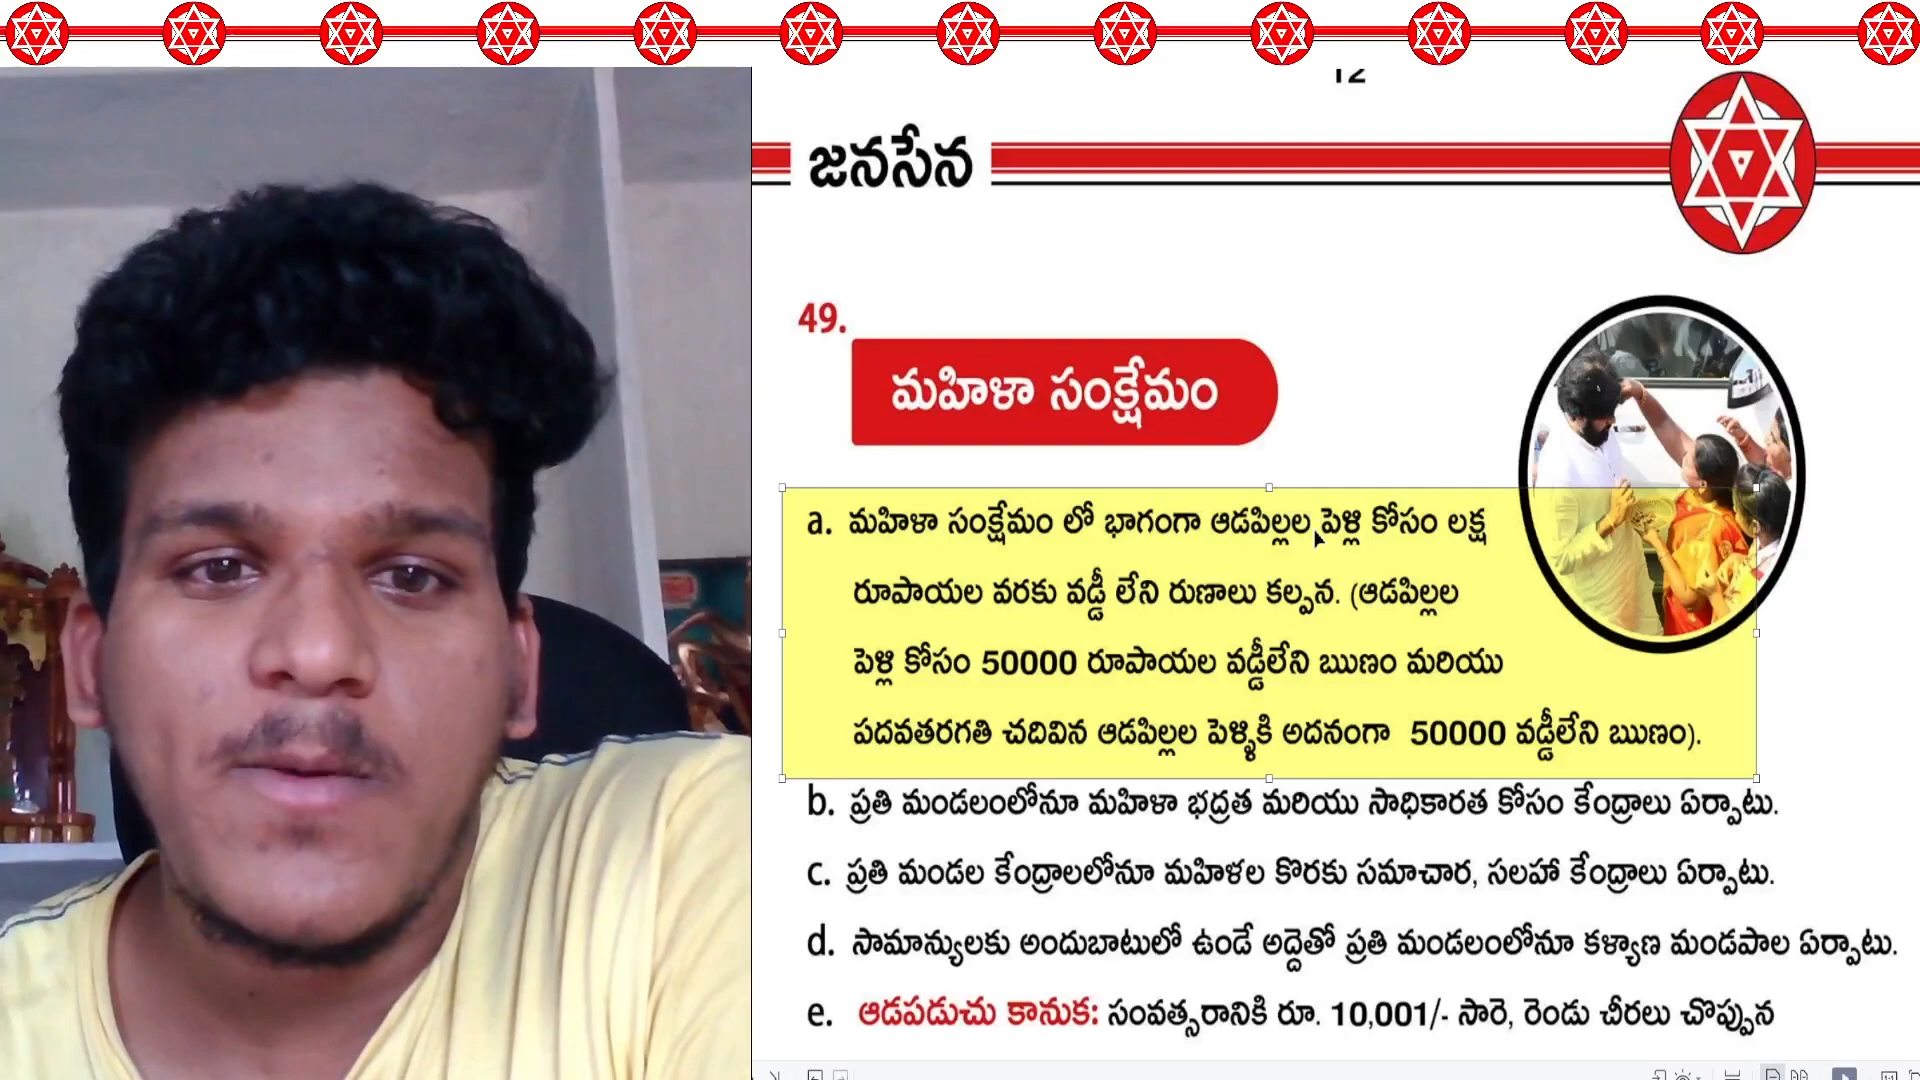 12
జనసేన
49.
మహిళా సంక్షేమం
a. మహిళా సంక్షేమం లో భాగంగా ఆడపిల్లల పెళ్లి కోసం లక్ష
రూపాయల వరకు వడ్డీ లేని రుణాలు కల్పన. (ఆడపిల్లల
పెళ్లి కోసం 50000 రూపాయల వడ్డీలేని ఋణం మరియు
పదవతరగతి చదివిన ఆడపిల్లల పెళ్ళికి అదనంగా 50000 వడ్డీలేని ఋణం).
b. ప్రతి మండలంలోనూ మహిళా భద్రత మరియు సాధికారత కోసం కేంద్రాలు ఏర్పాటు.
c. ప్రతి మండల కేంద్రాలలోనూ మహిళల కొరకు సమాచార, సలహా కేంద్రాలు ఏర్పాటు.
d. సామాన్యులకు అందుబాటులో ఉండే అద్దెతో ప్రతి మండలంలోనూ కళ్యాణ మండపాల ఏర్పాటు.
e. ఆడపడుచు కానుక: సంవత్సరానికి రూ. 10,001/- సారె, రెండు చీరలు చొప్పున